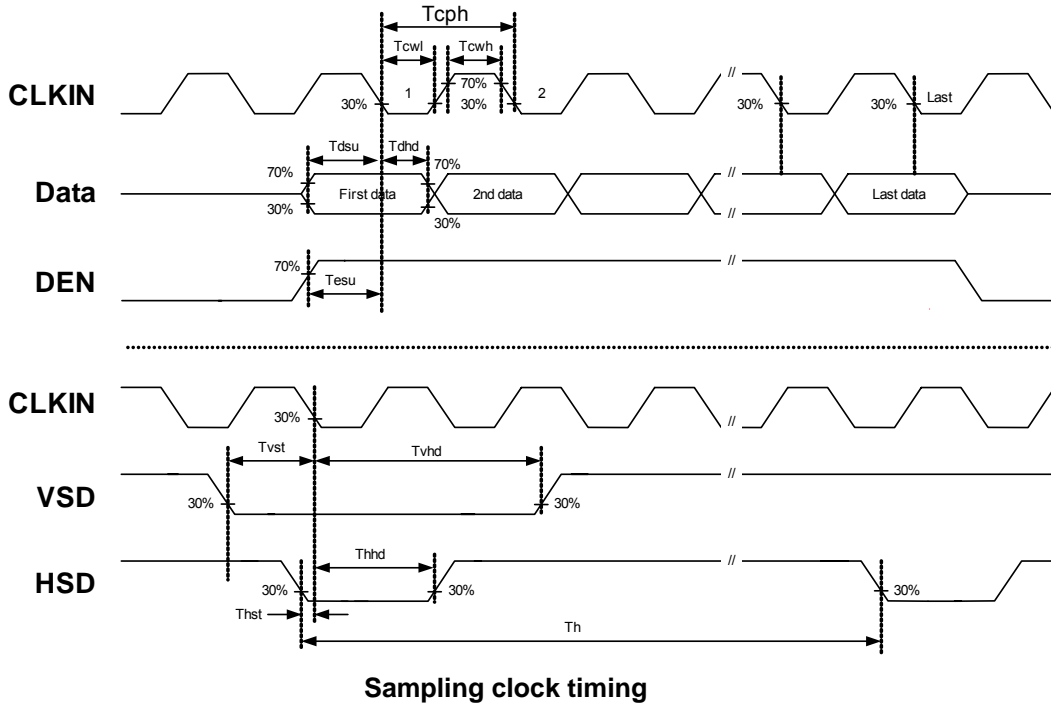 Tcph
Tcwl Tcwh
CLKIN 30% 1 70% 30% 2 // 30% 30% Last
Tdsu Tdhd
70% 70%
Data First data 2nd data // Last data
30% 30% //
70%
DEN Tesu //
CLKIN 30% //
Tvst Tvhd
VSD 30% 30% //
Thhd
HSD 30% 30% // 30%
Thst
Th
Sampling clock timing